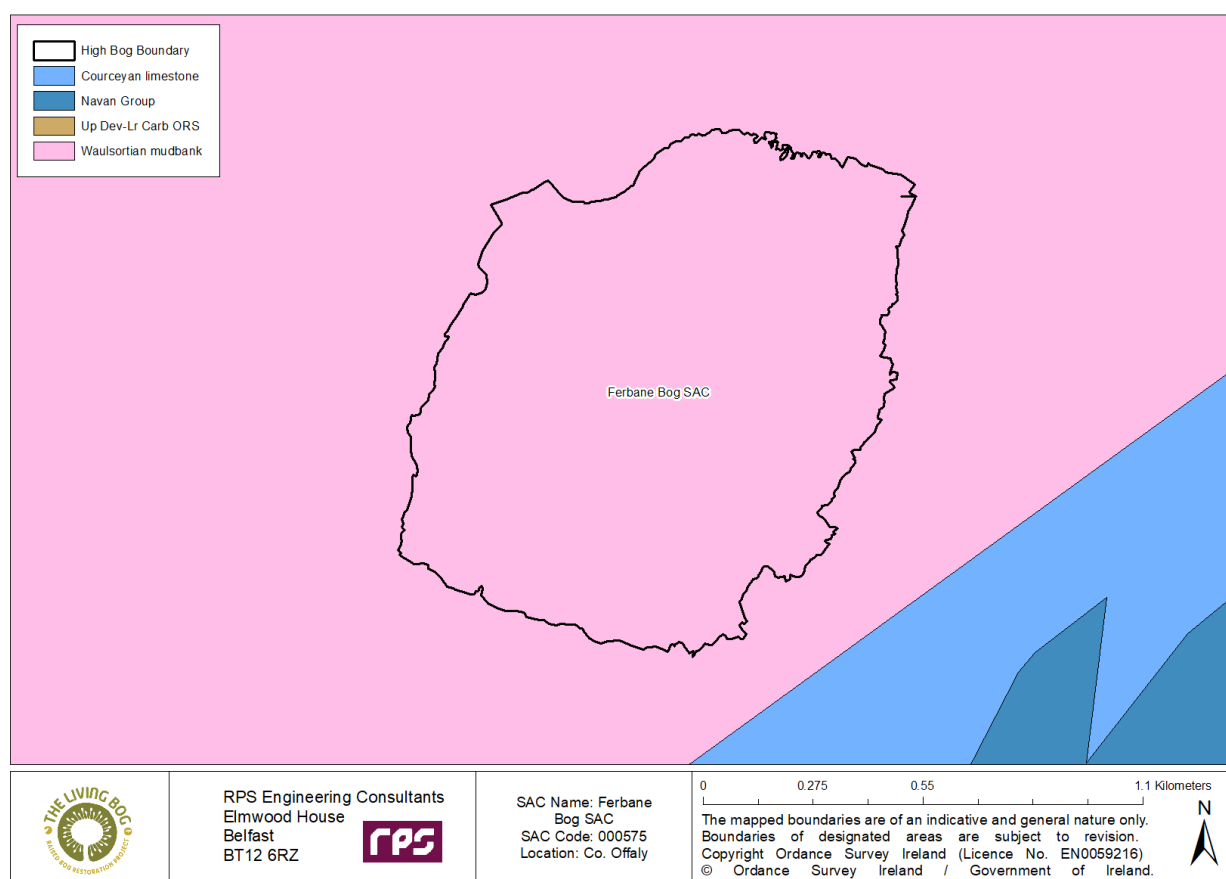 High Bog Boundary
Courceyan limestone
Navan Group
Up Dev-Lr Carb ORS
Waulsortian mudbank
Ferbane Bog SAC
THE LIVING BOG
RAISED BOG RESTORATION PROJECT
RPS Engineering Consultants
Elmwood House
Belfast
BT12 6RZ
rps
SAC Name: Ferbane
Bog SAC
SAC Code: 000575
Location: Co. Offaly
0 0.275 0.55 1.1 Kilometers
The mapped boundaries are of an indicative and general nature only.
Boundaries of designated areas are subject to revision.
Copyright Ordance Survey Ireland (Licence No. EN0059216)
© Ordance Survey Ireland / Government of Ireland.
N